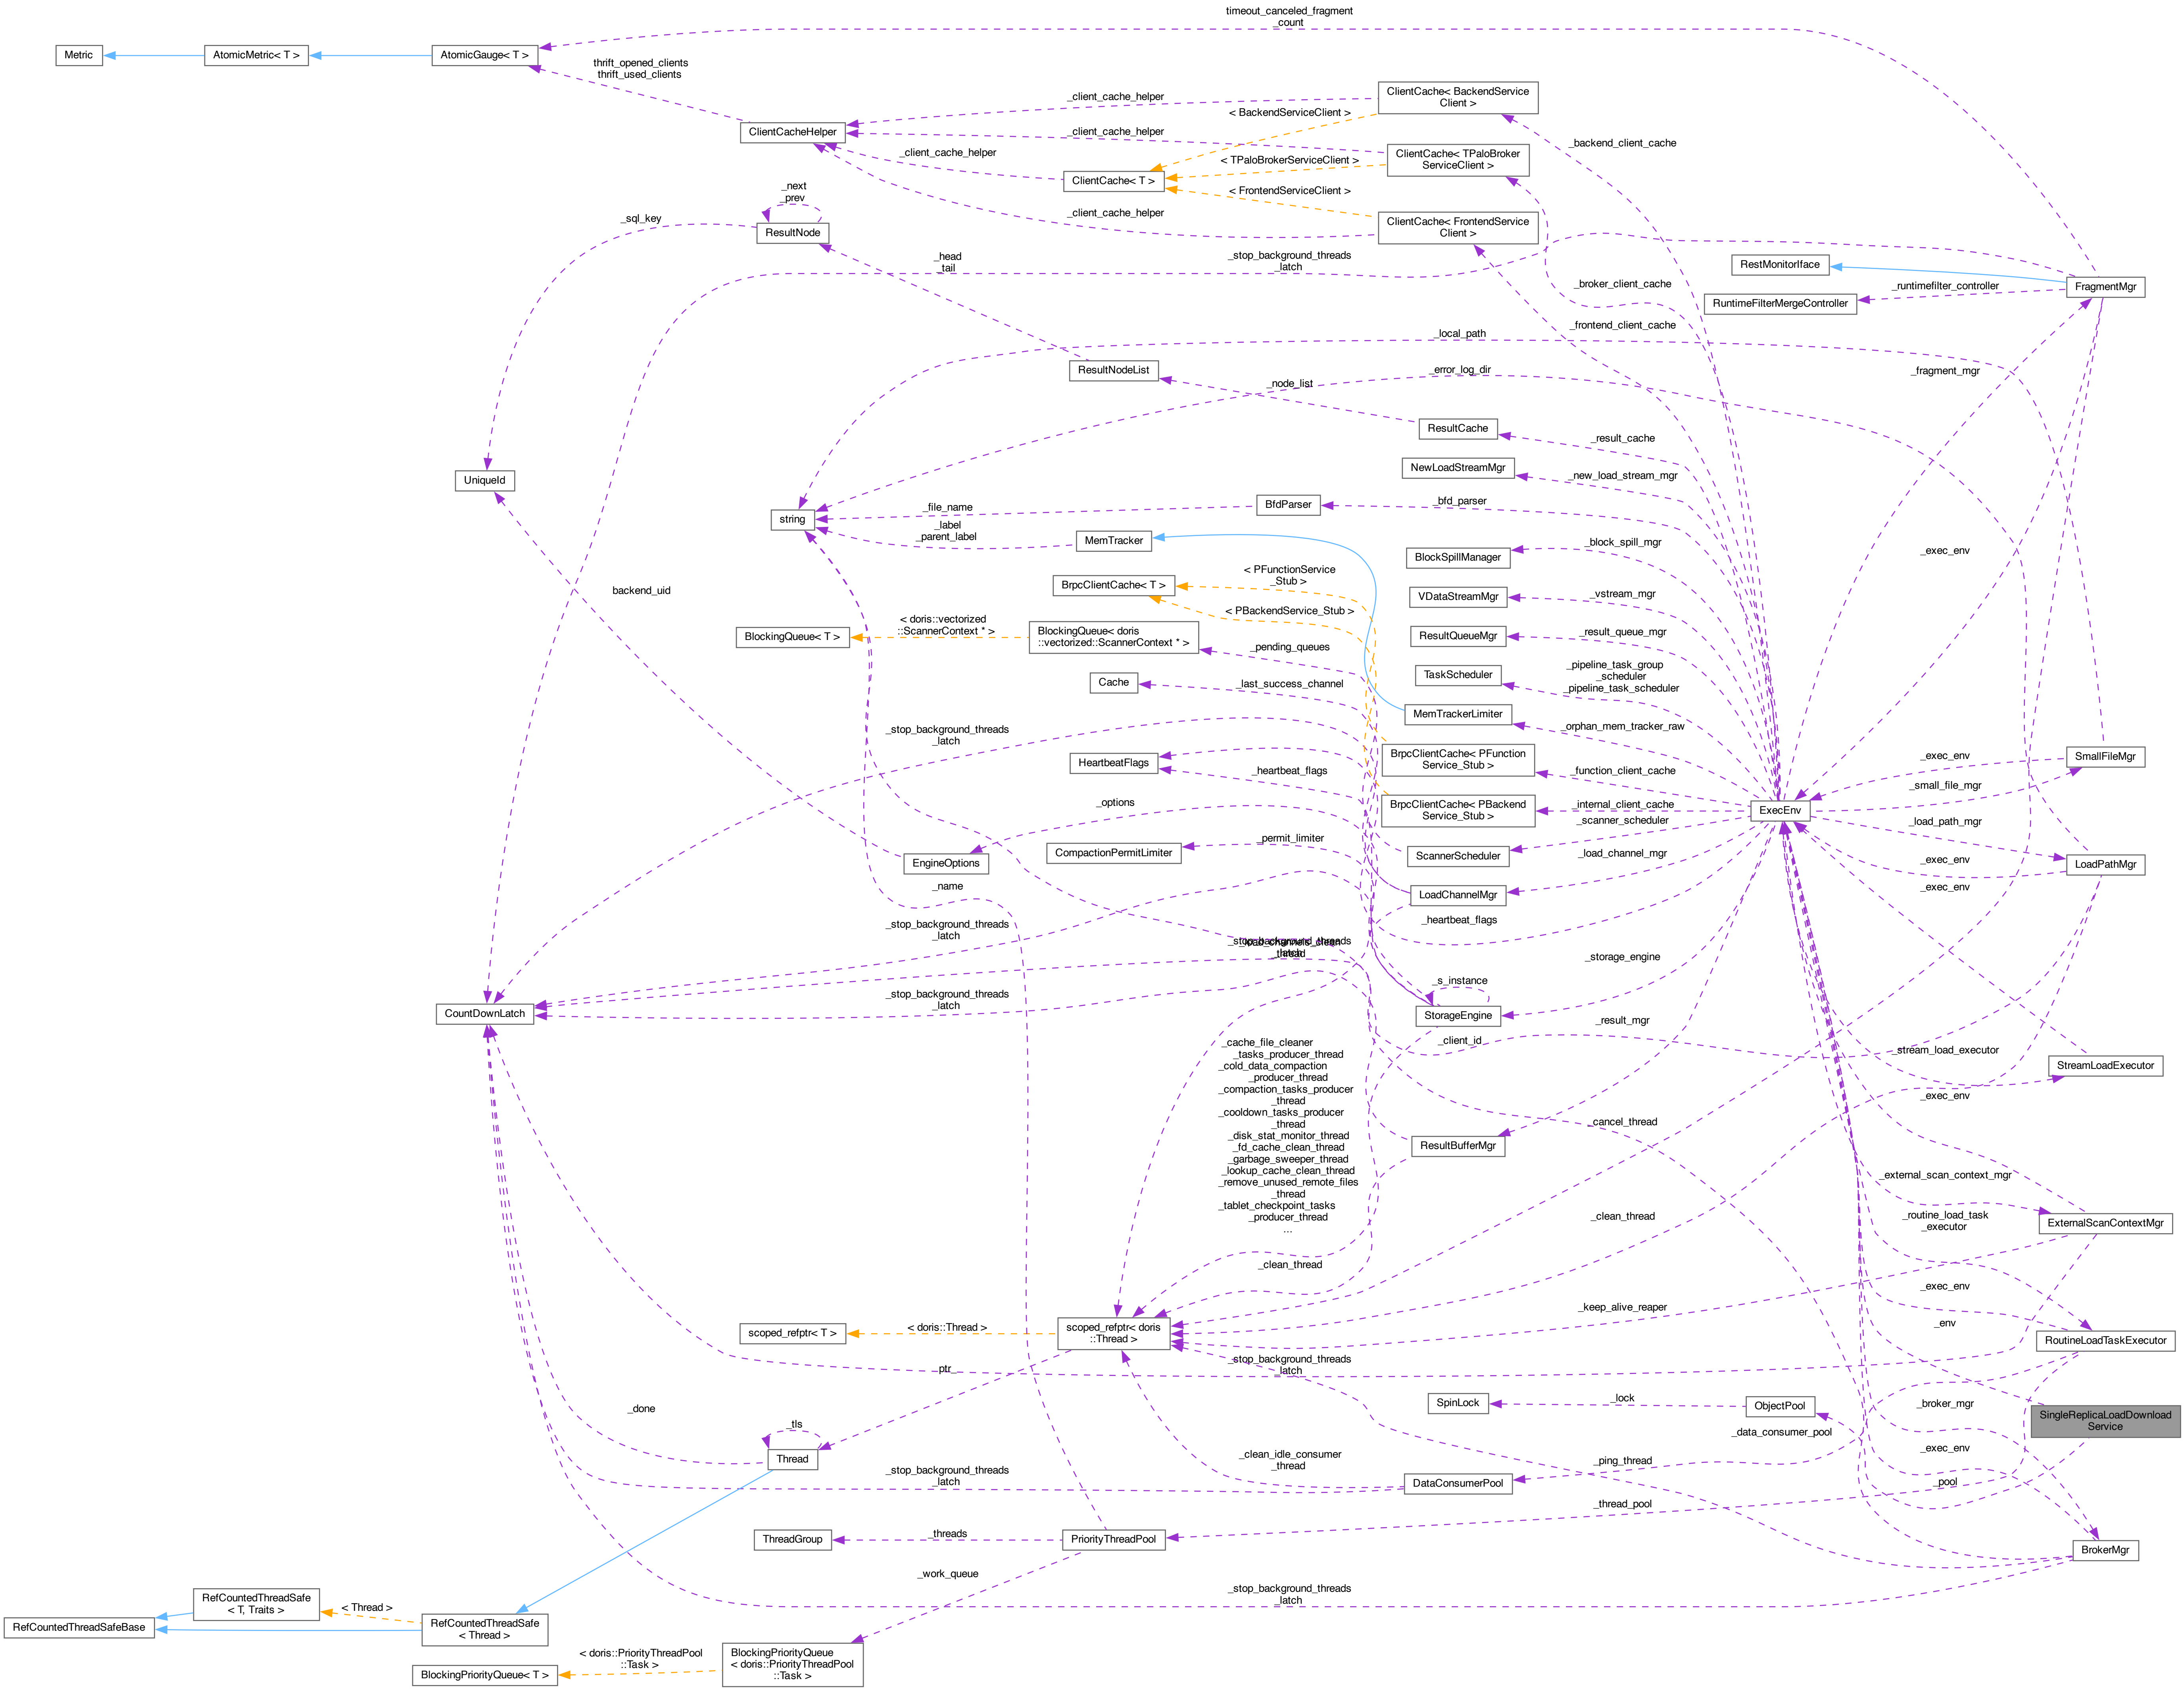 timeout_canceled_fragment
_count
Metric
AtomicMetric< T >
AtomicGauge< T >
thrift_opened_clients
thrift_used_clients
ClientCache< BackendService
Client >
_client_cache_helper
< BackendServiceClient >
ClientCacheHelper
_client_cache_helper
_backend_client_cache
_client_cache_helper
ClientCache< TPaloBroker
ServiceClient >
< TPaloBrokerServiceClient >
ClientCache< T >
_next
_prev
< FrontendServiceClient >
_sql_key
_client_cache_helper
ClientCache< FrontendService
Client >
ResultNode
_head
_tail
_stop_background_threads
_latch
RestMonitorIface
_broker_client_cache
_runtimefilter_controller
FragmentMgr
RuntimeFilterMergeController
_frontend_client_cache
_local_path
ResultNodeList
_error_log_dir
_fragment_mgr
_node_list
ResultCache
_result_cache
NewLoadStreamMgr
_new_load_stream_mgr
UniqueId
BfdParser
_bfd_parser
_file_name
string
_label
_parent_label
MemTracker
_block_spill_mgr
BlockSpillManager
_exec_env
< PFunctionService
_Stub >
BrpcClientCache< T >
backend_uid
VDataStreamMgr
_vstream_mgr
< PBackendService_Stub >
< doris::vectorized
::ScannerContext * >
BlockingQueue< T >
BlockingQueue< doris
::vectorized::ScannerContext * >
ResultQueueMgr
_result_queue_mgr
_pending_queues
_pipeline_task_group
_scheduler
_pipeline_task_scheduler
TaskScheduler
Cache
_last_success_channel
MemTrackerLimiter
_orphan_mem_tracker_raw
_stop_background_threads
_latch
HeartbeatFlags
_heartbeat_flags
BrpcClientCache< PFunction
Service_Stub >
_function_client_cache
_exec_env
SmallFileMgr
_small_file_mgr
_options
BrpcClientCache< PBackend
Service_Stub >
_internal_client_cache
ExecEnv
_scanner_scheduler
_load_path_mgr
_permit_limiter
CompactionPermitLimiter
EngineOptions
ScannerScheduler
_load_channel_mgr
_exec_env
LoadPathMgr
_name
LoadChannelMgr
_exec_env
_stop_background_threads
_latch
_heartbeat_flags
_stop_background_threads
_latch
_load_channels_clean
_thread
_storage_engine
_s_instance
_stop_background_threads
_latch
CountDownLatch
StorageEngine
_result_mgr
_client_id
_cache_file_cleaner
_tasks_producer_thread
_cold_data_compaction
_producer_thread
_compaction_tasks_producer
_thread
_cooldown_tasks_producer
_thread
_disk_stat_monitor_thread
_fd_cache_clean_thread
_garbage_sweeper_thread
_lookup_cache_clean_thread
_remove_unused_remote_files
_thread
_tablet_checkpoint_tasks
_producer_thread
...
_stream_load_executor
StreamLoadExecutor
_exec_env
_cancel_thread
ResultBufferMgr
_external_scan_context_mgr
_clean_thread
_routine_load_task
_executor
ExternalScanContextMgr
_clean_thread
_exec_env
_keep_alive_reaper
_env
scoped_refptr< T >
< doris::Thread >
scoped_refptr< doris
::Thread >
RoutineLoadTaskExecutor
ptr_
_stop_background_threads
_latch
SpinLock
_lock
ObjectPool
_broker_mgr
SingleReplicaLoadDownload
Service
_done
_tls
_data_consumer_pool
Thread
_clean_idle_consumer
_thread
_exec_env
_ping_thread
_stop_background_threads
_latch
DataConsumerPool
_pool
_thread_pool
ThreadGroup
_threads
PriorityThreadPool
BrokerMgr
_work_queue
_stop_background_threads
_latch
RefCountedThreadSafe
< T, Traits >
< Thread >
RefCountedThreadSafeBase
RefCountedThreadSafe
< Thread >
< doris::PriorityThreadPool
::Task >
BlockingPriorityQueue< T >
BlockingPriorityQueue
< doris::PriorityThreadPool
::Task >